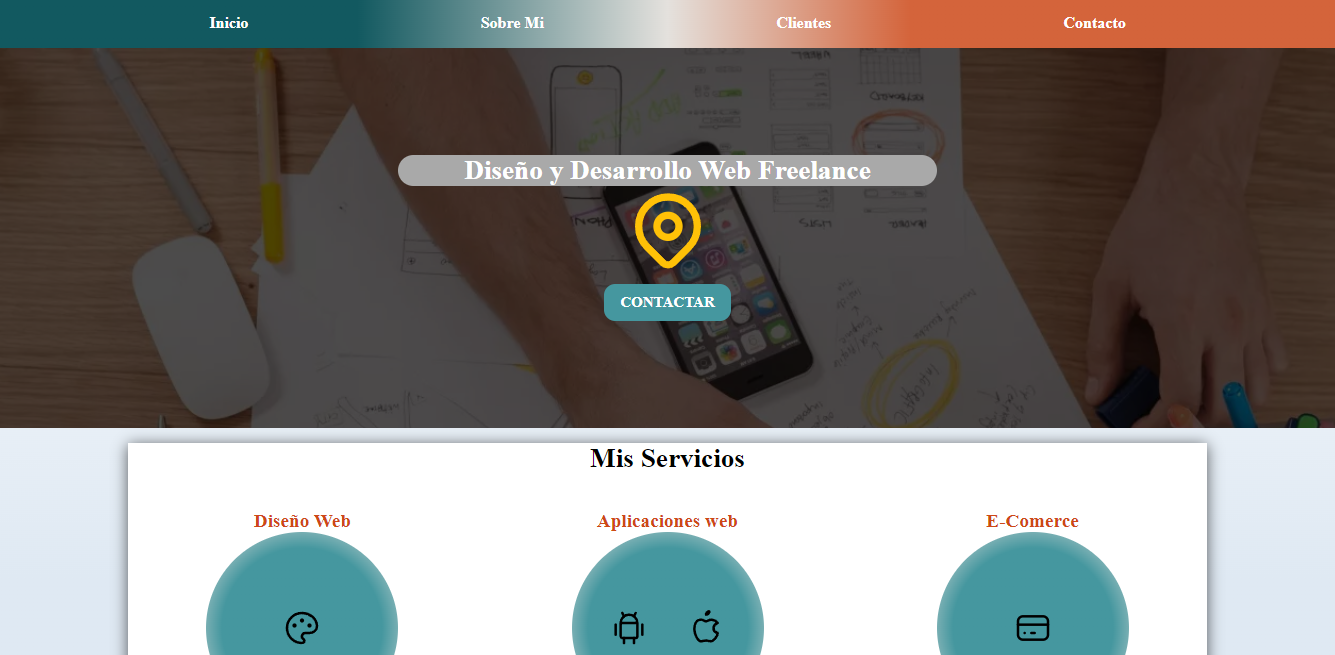 Inicio
Sobre Mi
Clientes
Contacto
Diseño y Desarrollo Web Freelance
CONTACTAR
Mis Servicios
Diseño Web
Aplicaciones web
E-Comerce